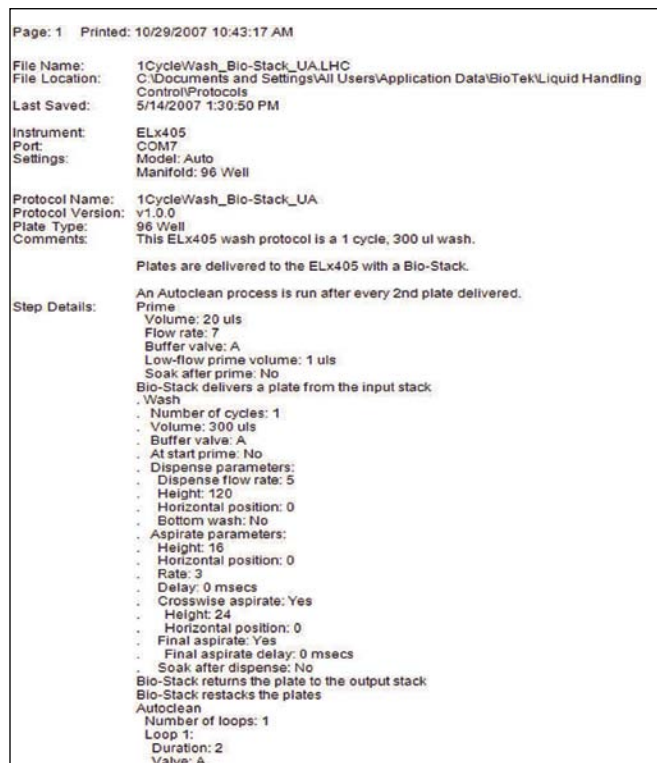 Page: 1 Printed: 10/29/2007 10:43:17 AM
File Name: 1CycleWash_Bio-Stack_UA.LHC
File Location: C:\Documents and Settings\All Users\Application Data\BioTek\Liquid Handling
Control\Protocols
Last Saved: 5/14/2007 1:30:50 PM
Instrument: ELx405
Port: COM7
Settings: Model: Auto
Manifold: 96 Well
Protocol Name: 1CycleWash_Bio-Stack_UA
Protocol Version: v1.0.0
Plate Type: 96 Well
Comments: This ELx405 wash protocol is a 1 cycle, 300 ul wash.
Plates are delivered to the ELx405 with a Bio-Stack.
An Autoclean process is run after every 2nd plate delivered.
Step Details: Prime
Volume: 20 uls
Flow rate: 7
Buffer valve: A
Low-flow prime volume: 1 uls
Soak after prime: No
Bio-Stack delivers a plate from the input stack
. Wash
. Number of cycles: 1
. Volume: 300 uls
. Buffer valve: A
. At start prime: No
. Dispense parameters:
. Dispense flow rate: 5
. Height: 120
. Horizontal position: 0
. Bottom wash: No
. Aspirate parameters:
. Height: 16
. Horizontal position: 0
. Rate: 3
. Delay: 0 msecs
. Crosswise aspirate: Yes
. Height: 24
. Horizontal position: 0
. Final aspirate: Yes
. Final aspirate delay: 0 msecs
. Soak after dispense: No
Bio-Stack returns the plate to the output stack
Bio-Stack restacks the plates
Autoclean
Number of loops: 1
Loop 1:
Duration: 2
Valve: A